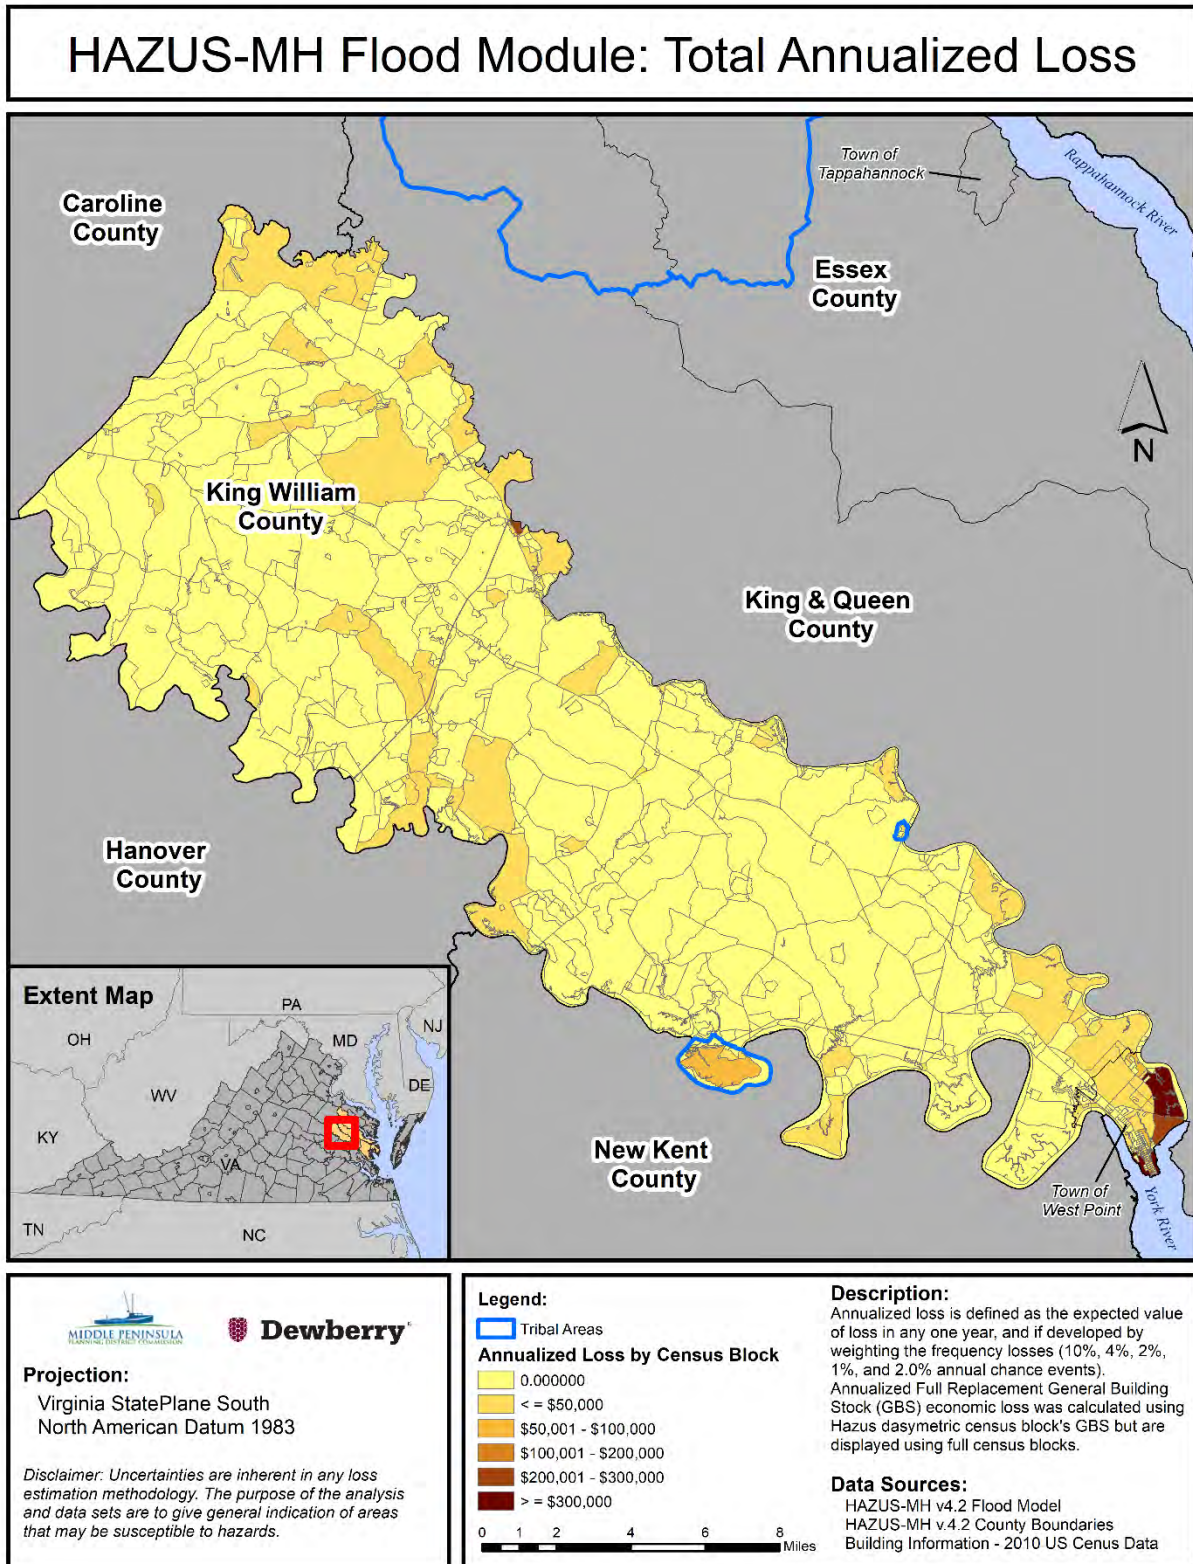 HAZUS-MH Flood Module: Total Annualized Loss
Town of
Tappahannock
Rappahannock River
Caroline
County
Essex
County
N
King William
County
King & Queen
County
Hanover
County
New Kent
County
Town of
West Point
York River
Extent Map
PA
OH
NJ
MD
WV
DE
KY
VA
TN
NC
MIDDLE PENINSULA
PLANNING DISTRICT COMMISSION
Dewberry
Projection:
Virginia StatePlane South
North American Datum 1983
Disclaimer: Uncertainties are inherent in any loss
estimation methodology. The purpose of the analysis
and data sets are to give general indication of areas
that may be susceptible to hazards.
Legend:
Tribal Areas
Annualized Loss by Census Block
0.000000
< = $50,000
$50,001 - $100,000
$100,001 - $200,000
$200,001 - $300,000
> = $300,000
0 1 2 4 6 8
Miles
Description:
Annualized loss is defined as the expected value
of loss in any one year, and if developed by
weighting the frequency losses (10%, 4%, 2%,
1%, and 2.0% annual chance events).
Annualized Full Replacement General Building
Stock (GBS) economic loss was calculated using
Hazus dasymetric census block's GBS but are
displayed using full census blocks.
Data Sources:
HAZUS-MH v4.2 Flood Model
HAZUS-MH v.4.2 County Boundaries
Building Information - 2010 US Cenus Data